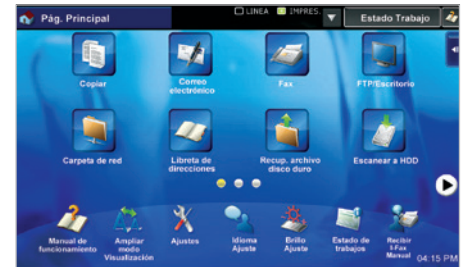 Pág. Principal
LINEA
IMPRES.
Estado Trabajo
Copiar
Correo
electrónico
Fax
FTP/Escritorio
Carpeta de red
Libreta de
direcciones
Recup. archivo
disco duro
Escanear a HDD
Manual de
funcionamiento
Ampliar
modo
Visualización
Ajustes
Idioma
Ajuste
Brillo
Ajuste
Estado de
trabajos
Recibir
I-Fax
Manual
04:15 PM